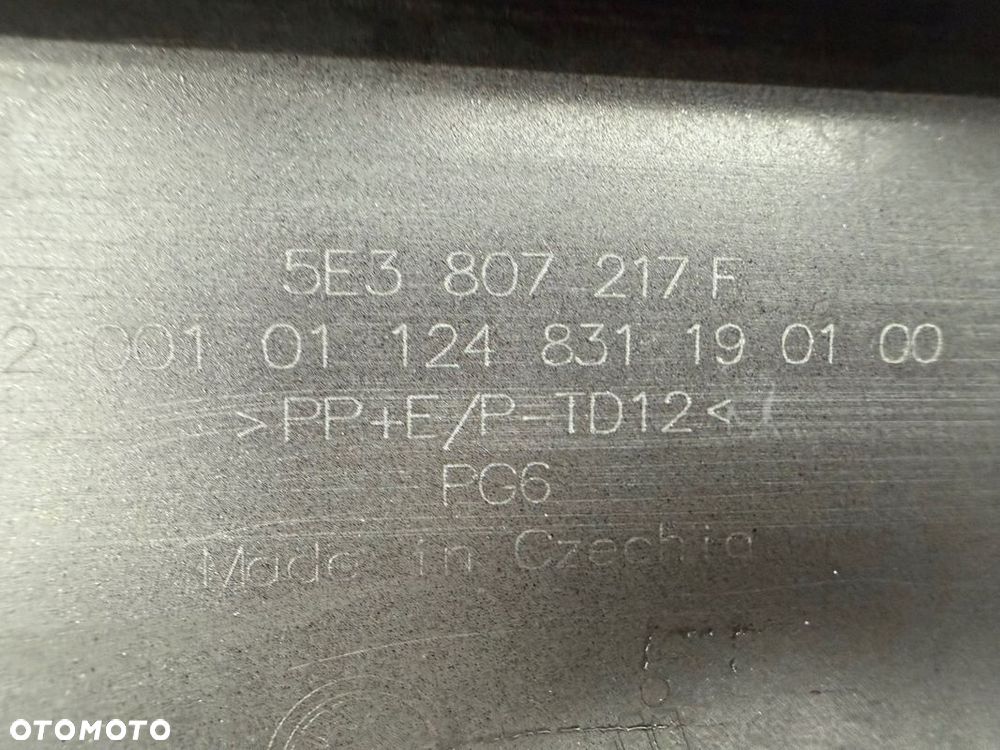 5E3 807 217 F
2 001 01 124 831 19 01 00
>PP+E/P-TD12<
PG6
Made in Czechia
OTOMOTO